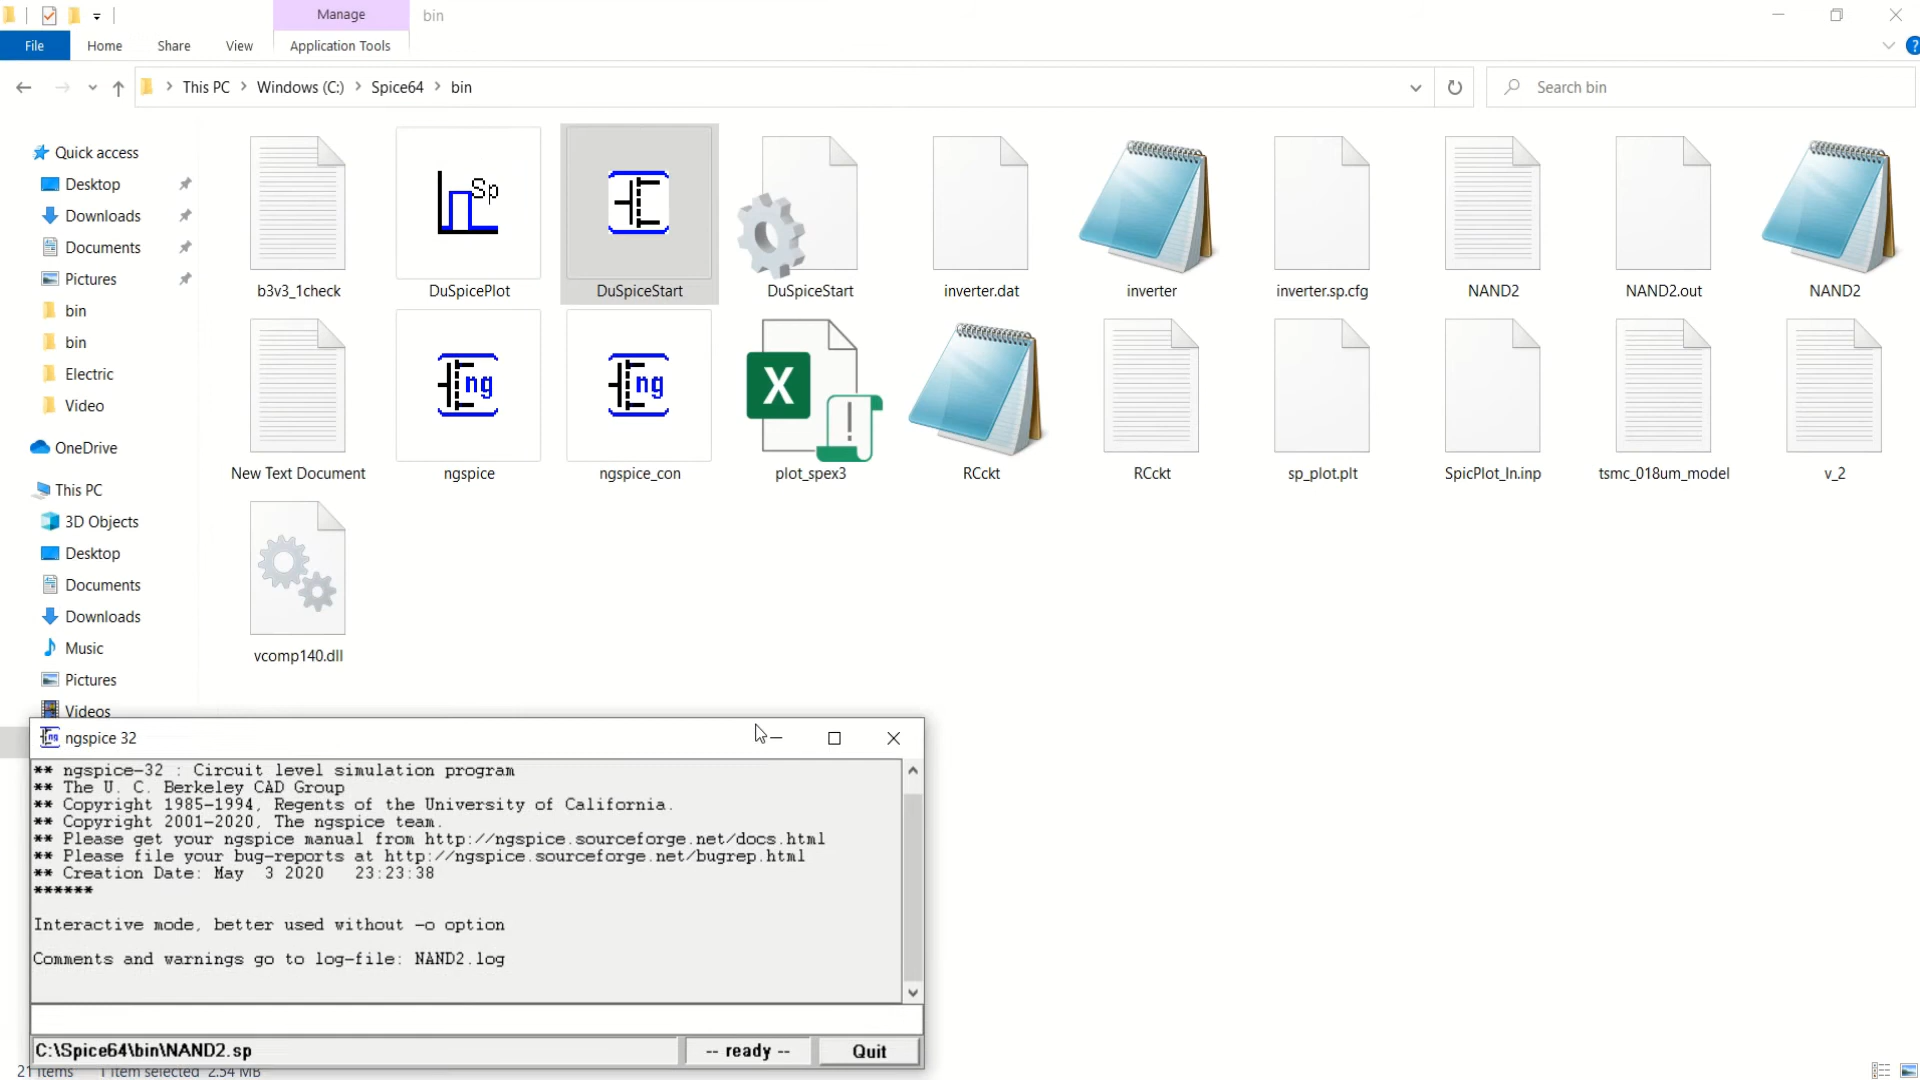 Manage
bin
File
Home
Share
View
Application Tools
This PC
Windows (C:)
Spice64
bin
Search bin
Quick access
Desktop
Downloads
Documents
Pictures
bin
bin
Electric
Video
OneDrive
This PC
3D Objects
Desktop
Documents
Downloads
Music
Pictures
Videos
b3v3_1check
Sp
DuSpicePlot
DuSpiceStart
DuSpiceStart
inverter.dat
inverter
inverter.sp.cfg
NAND2
NAND2.out
NAND2
New Text Document
ng
ngspice
ng
ngspice_con
X
plot_spex3
RCckt
RCckt
sp_plot.plt
SpicPlot_In.inp
tsmc_018um_model
v_2
vcomp140.dll
ng
ngspice 32
** ngspice-32 : Circuit level simulation program
** The U. C. Berkeley CAD Group
** Copyright 1985-1994, Regents of the University of California.
** Copyright 2001-2020, The ngspice team.
** Please get your ngspice manual from http://ngspice.sourceforge.net/docs.html
** Please file your bug-reports at http://ngspice.sourceforge.net/bugrep.html
** Creation Date: May  3 2020   23:23:38
******
Interactive mode, better used without -o option
Comments and warnings go to log-file: NAND2.log
C:\Spice64\bin\NAND2.sp
-- ready --
Quit
21 items
1 item selected 2.54 MB